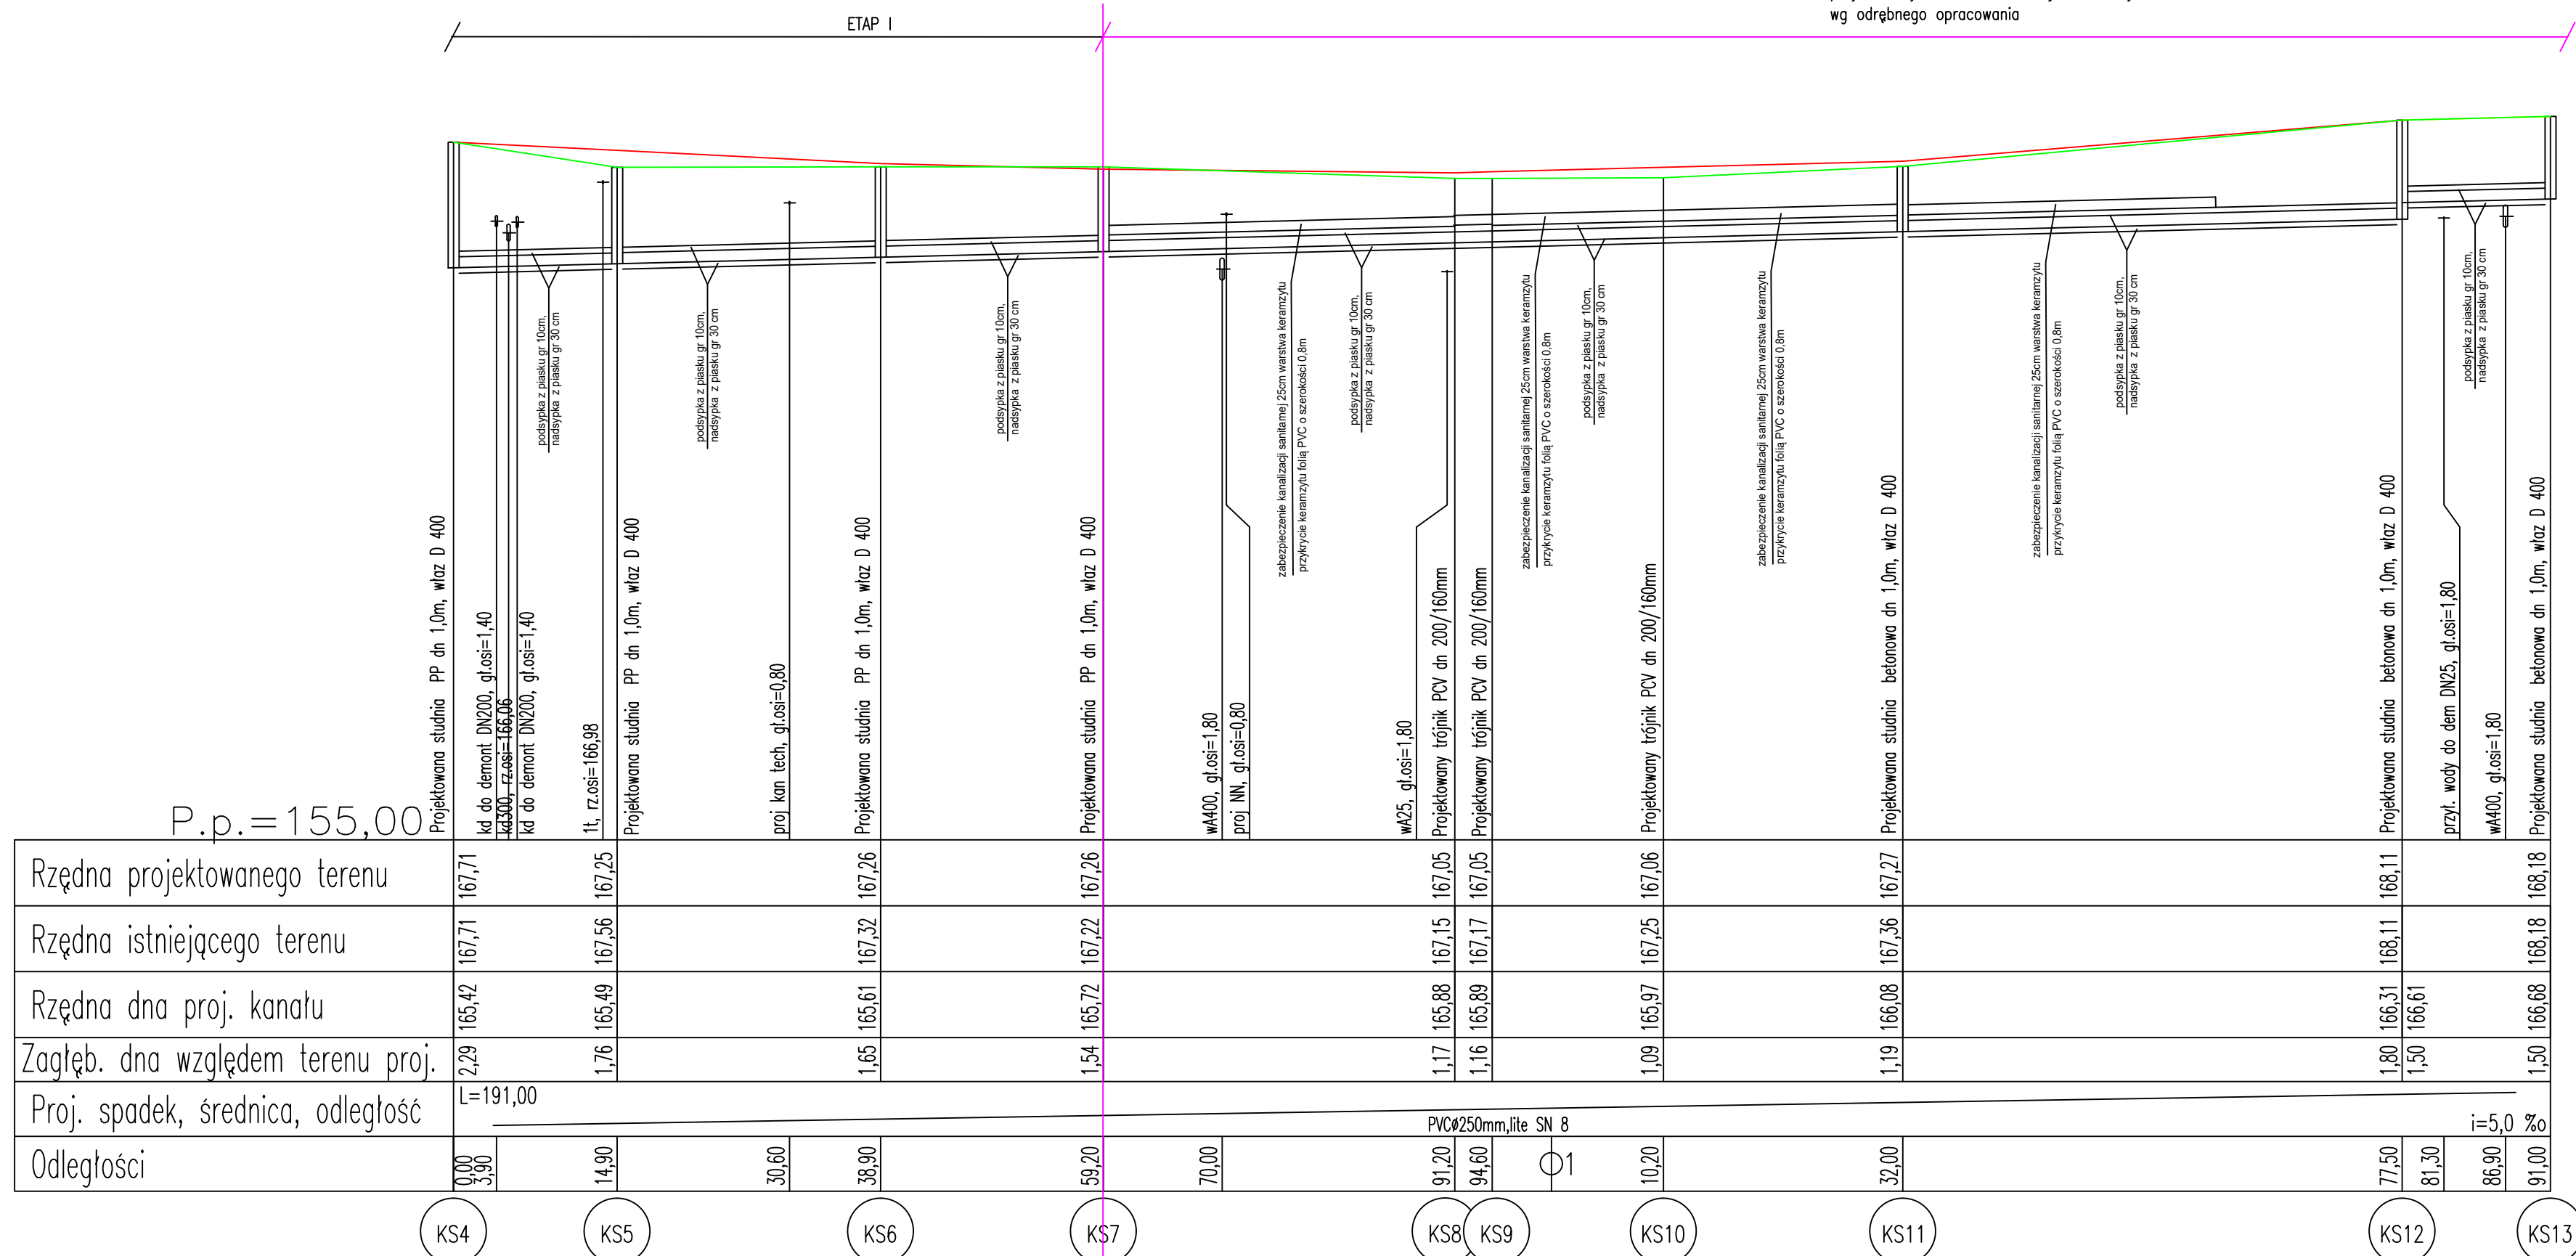 wg odrębnego opracowania
ETAP I
podsypka z piasku gr 10cm,
nadsypka z piasku gr 30 cm
podsypka z piasku gr 10cm,
nadsypka z piasku gr 30 cm
podsypka z piasku gr 10cm,
nadsypka z piasku gr 30 cm
zabezpieczenie kanalizacji sanitarnej 25cm warstwa keramzytu
przykrycie keramzytu folią PVC o szerokości 0,8m
podsypka z piasku gr 10cm,
nadsypka z piasku gr 30 cm
zabezpieczenie kanalizacji sanitarnej 25cm warstwa keramzytu
przykrycie keramzytu folią PVC o szerokości 0,8m
podsypka z piasku gr 10cm,
nadsypka z piasku gr 30 cm
zabezpieczenie kanalizacji sanitarnej 25cm warstwa keramzytu
przykrycie keramzytu folią PVC o szerokości 0,8m
zabezpieczenie kanalizacji sanitarnej 25cm warstwa keramzytu
przykrycie keramzytu folią PVC o szerokości 0,8m
podsypka z piasku gr 10cm,
nadsypka z piasku gr 30 cm
podsypka z piasku gr 10cm,
nadsypka z piasku gr 30 cm
Projektowana studnia PP dn 1,0m, właz D 400
kd do demont DN200, gł.osi=1,40
kd300, rz.osi=166,06
kd do demont DN200, gł.osi=1,40
1t, rz.osi=166,98
Projektowana studnia PP dn 1,0m, właz D 400
proj kan tech, gł.osi=0,80
Projektowana studnia PP dn 1,0m, właz D 400
Projektowana studnia PP dn 1,0m, właz D 400
wA400, gł.osi=1,80
proj NN, gł.osi=0,80
wA25, gł.osi=1,80
Projektowany trójnik PCV dn 200/160mm
Projektowany trójnik PCV dn 200/160mm
Projektowany trójnik PCV dn 200/160mm
Projektowana studnia betonowa dn 1,0m, właz D 400
Projektowana studnia betonowa dn 1,0m, właz D 400
przył. wody do dem DN25, gł.osi=1,80
wA400, gł.osi=1,80
Projektowana studnia betonowa dn 1,0m, właz D 400
P.p.=155,00
Rzędna projektowanego terenu 167,71 167,25 167,26 167,26 167,05 167,05 167,06 167,27 168,11 168,18
Rzędna istniejącego terenu 167,71 167,56 167,32 167,22 167,15 167,17 167,25 167,36 168,11 168,18
Rzędna dna proj. kanału 165,42 165,49 165,61 165,72 165,88 165,89 165,97 166,08 166,31 166,61 166,68
Zagłęb. dna względem terenu proj. 2,29 1,76 1,65 1,54 1,17 1,16 1,09 1,19 1,80 1,50 1,50
Proj. spadek, średnica, odległość L=191,00 PVCø250mm,lite SN 8 i=5,0 ‰
Odległości 0,00 3,90 14,90 30,60 38,90 59,20 70,00 91,20 94,60 1 10,20 32,00 77,50 81,30 86,90 91,00
KS4 KS5 KS6 KS7 KS8 KS9 KS10 KS11 KS12 KS13